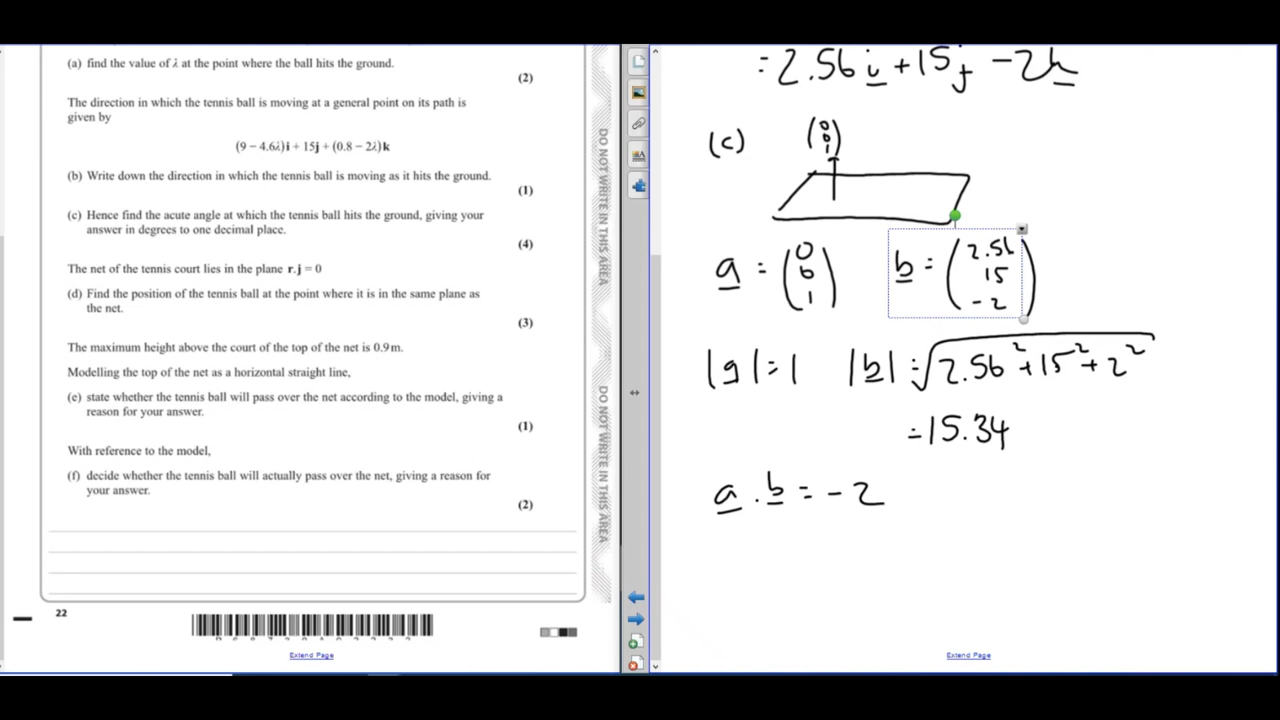 (a) find the value of λ at the point where the ball hits the ground.
(2)
The direction in which the tennis ball is moving at a general point on its path is
given by
(9 – 4.6λ)i + 15j + (0.8 – 2λ)k
(b) Write down the direction in which the tennis ball is moving as it hits the ground.
(1)
(c) Hence find the acute angle at which the tennis ball hits the ground, giving your
answer in degrees to one decimal place.
(4)
The net of the tennis court lies in the plane r.j = 0
(d) Find the position of the tennis ball at the point where it is in the same plane as
the net.
(3)
The maximum height above the court of the top of the net is 0.9 m.
Modelling the top of the net as a horizontal straight line,
(e) state whether the tennis ball will pass over the net according to the model, giving a
reason for your answer.
(1)
With reference to the model,
(f) decide whether the tennis ball will actually pass over the net, giving a reason for
your answer.
(2)
22
Extend Page
DO NOT WRITE IN THIS AREA
DO NOT WRITE IN THIS AREA
= 2.56 i + 15 j - 2k
(c)
(0
0
1)
a = (0
0
1)
b = (2.56
15
-2)
|a| = 1 |b| = √2.56² + 15² + 2²
= 15.34
a . b = -2
Extend Page